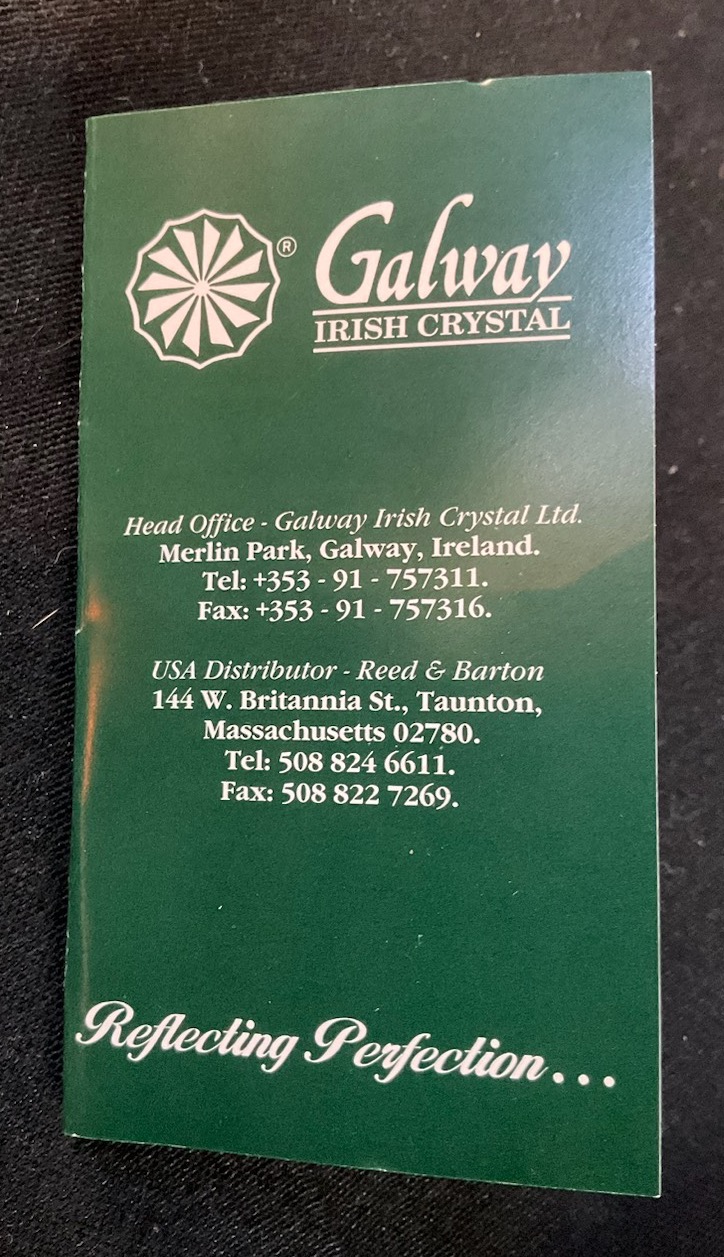 ®
Galway
IRISH CRYSTAL
Head Office - Galway Irish Crystal Ltd.
Merlin Park, Galway, Ireland.
Tel: +353 - 91 - 757311.
Fax: +353 - 91 - 757316.
USA Distributor - Reed & Barton
144 W. Britannia St., Taunton,
Massachusetts 02780.
Tel: 508 824 6611.
Fax: 508 822 7269.
Reflecting Perfection...